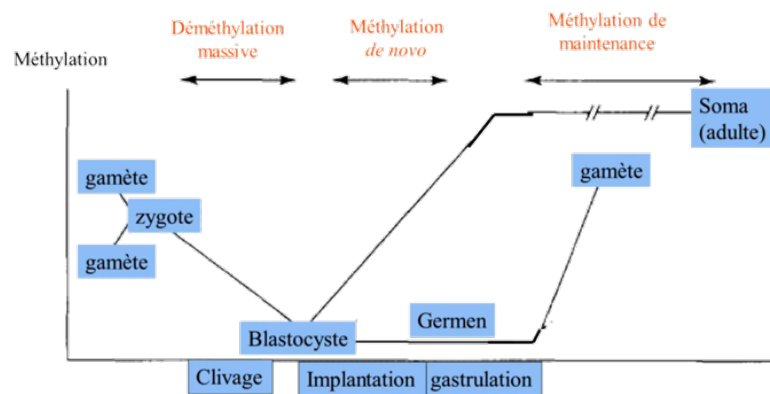 Déméthylation
massive
Méthylation
de novo
Méthylation de
maintenance
Méthylation
Soma
(adulte)
gamète
gamète
zygote
gamète
Germen
Blastocyste
Clivage
Implantation
gastrulation